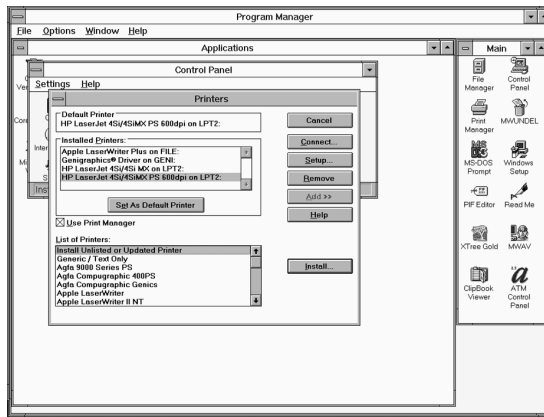 Program Manager
File Options Window Help
Applications
Main
Control Panel
Settings Help
Printers
Default Printer
HP LaserJet 4Si/4SiMX PS 600dpi on LPT2:
Cancel
Installed Printers:
Connect...
Apple LaserWriter Plus on FILE:
Genigraphics® Driver on GENI:
HP LaserJet 4Si/4Si MX on LPT2:
HP LaserJet 4Si/4SiMX PS 600dpi on LPT2:
Setup...
Remove
Set As Default Printer
Add >>
Help
Use Print Manager
List of Printers:
Install Unlisted or Updated Printer
Generic / Text Only
Agfa 9000 Series PS
Agfa Compugraphic 400PS
Agfa Compugraphic Genics
Apple LaserWriter
Apple LaserWriter II NT
Install...
File Manager
Control Panel
Print Manager
MWUNDEL
MS-DOS Prompt
Windows Setup
PIF Editor
Read Me
XTree Gold
MWAV
ClipBook Viewer
ATM Control Panel